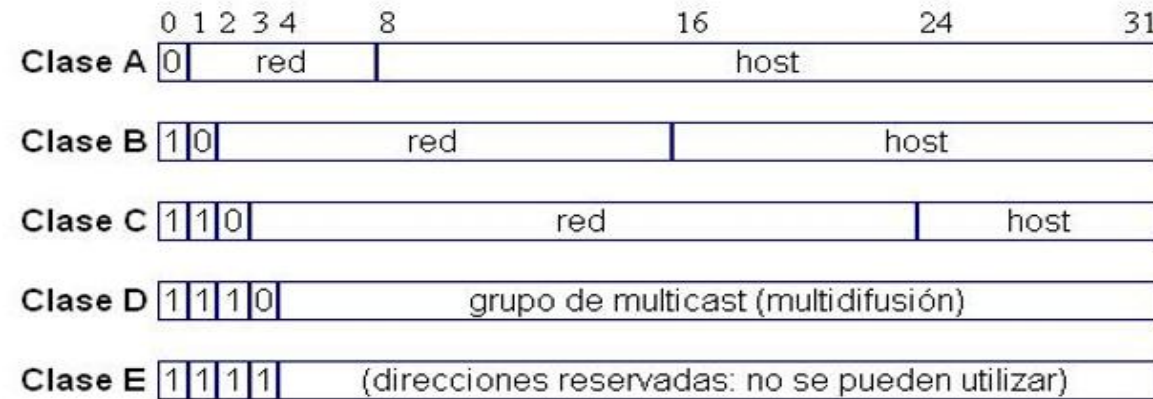 0 1 2 3 4 8 16 24 31
Clase A 0 red host
Clase B 1 0 red host
Clase C 1 1 0 red host
Clase D 1 1 1 0 grupo de multicast (multidifusión)
Clase E 1 1 1 1 (direcciones reservadas: no se pueden utilizar)